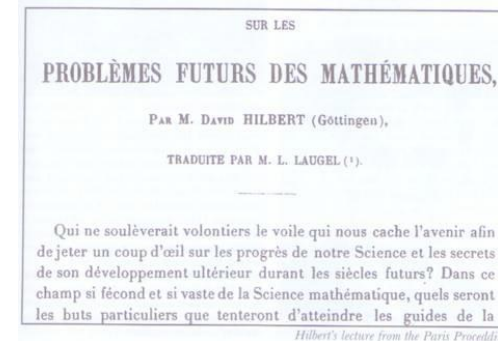 SUR LES
PROBLÈMES FUTURS DES MATHÉMATIQUES,
PAR M. DAVID HILBERT (Göttingen),
TRADUITE PAR M. L. LAUGEL (¹).
Qui ne soulèverait volontiers le voile qui nous cache l'avenir afin
de jeter un coup d'œil sur les progrès de notre Science et les secrets
de son développement ultérieur durant les siècles futurs? Dans ce
champ si fécond et si vaste de la Science mathématique, quels seront
les buts particuliers que tenteront d'atteindre les guides de la
Hilbert's lecture from the Paris Proceddi